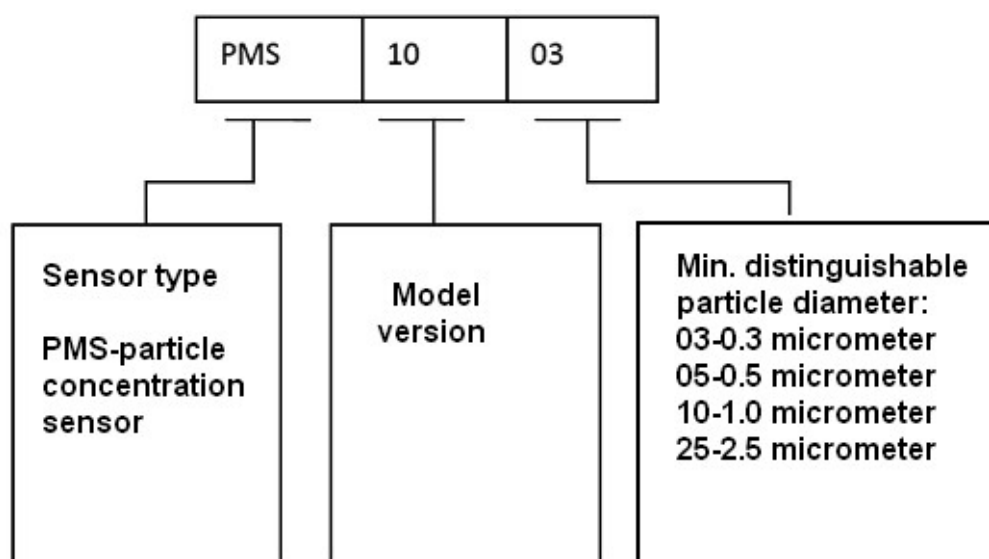 PMS 10 03
Sensor type
PMS-particle
concentration
sensor
Model
version
Min. distinguishable
particle diameter:
03-0.3 micrometer
05-0.5 micrometer
10-1.0 micrometer
25-2.5 micrometer